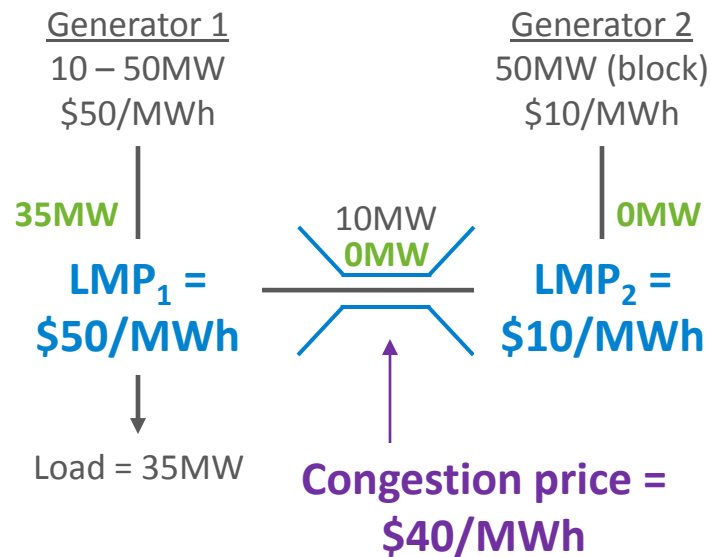 Generator 1
10 – 50MW
$50/MWh
Generator 2
50MW (block)
$10/MWh
35MW
10MW
0MW
0MW
LMP₁ =
$50/MWh
LMP₂ =
$10/MWh
Load = 35MW
Congestion price =
$40/MWh